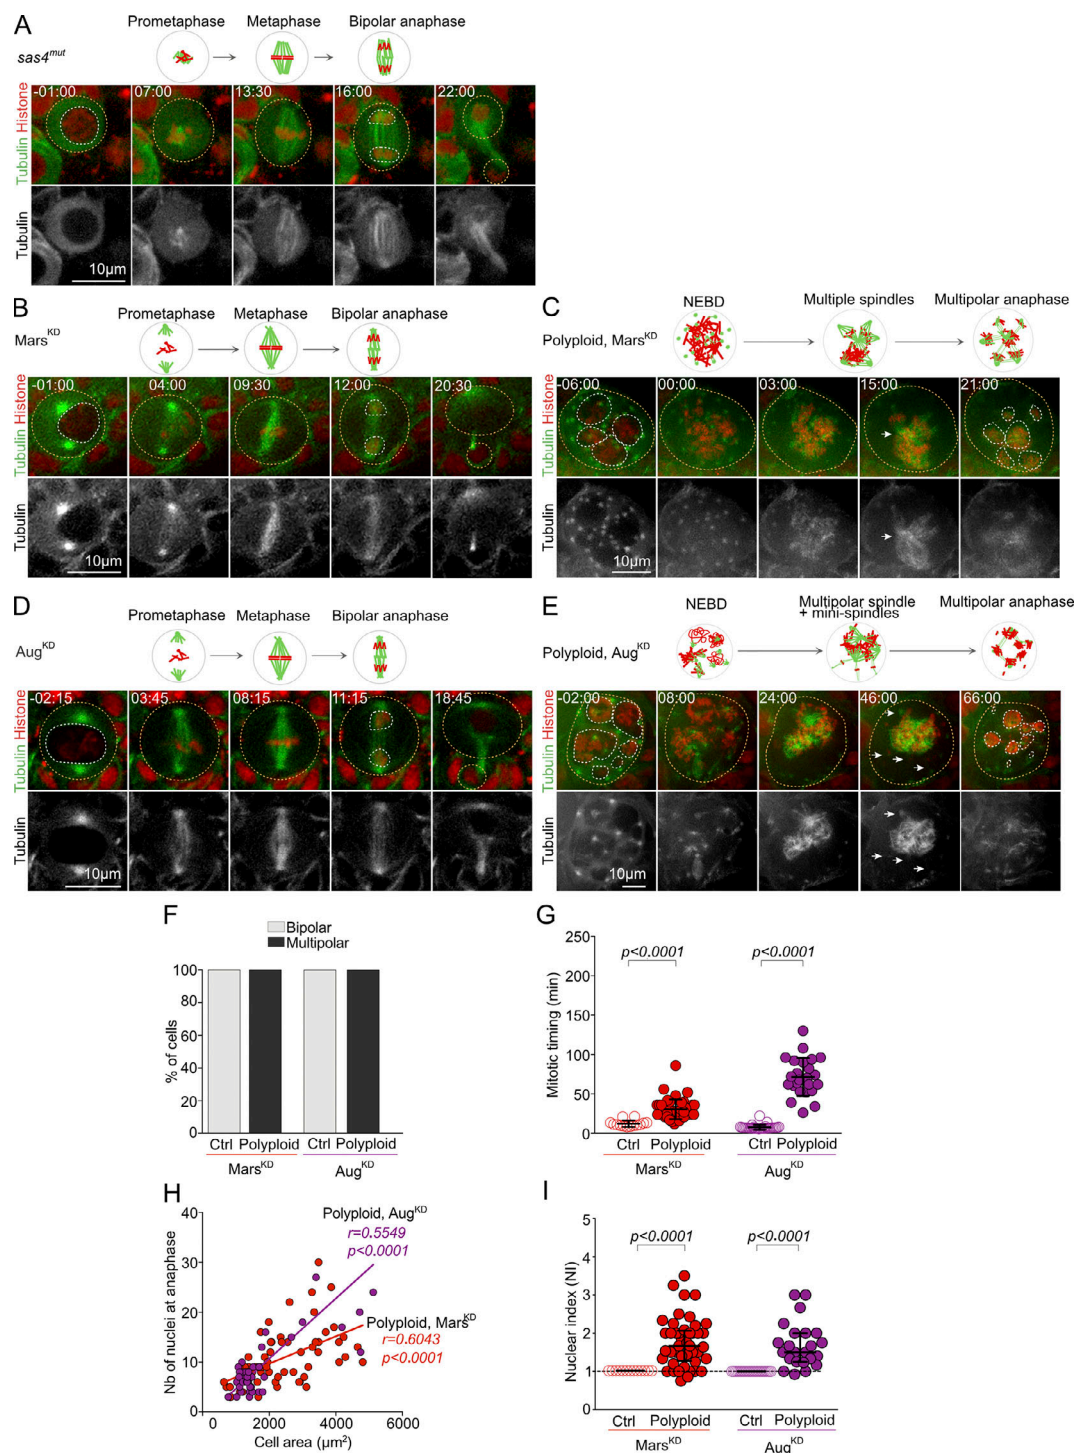 A
Prometaphase Metaphase Bipolar anaphase
sas4mut
Tubulin Histone
-01:00 07:00 13:30 16:00 22:00
Tubulin
10µm
B
Prometaphase Metaphase Bipolar anaphase
MarsKD
Tubulin Histone
-01:00 04:00 09:30 12:00 20:30
Tubulin
10µm
C
NEBD Multiple spindles Multipolar anaphase
Polyploid, MarsKD
Tubulin Histone
-06:00 00:00 03:00 15:00 21:00
Tubulin
10µm
D
Prometaphase Metaphase Bipolar anaphase
AugKD
Tubulin Histone
-02:15 03:45 08:15 11:15 18:45
Tubulin
10µm
E
NEBD Multipolar spindle + mini-spindles Multipolar anaphase
Polyploid, AugKD
Tubulin Histone
-02:00 08:00 24:00 46:00 66:00
Tubulin
10µm
F
Bipolar
Multipolar
% of cells
100
80
60
40
20
0
Ctrl Polyploid Ctrl Polyploid
MarsKD AugKD
G
Mitotic timing (min)
250
200
150
100
50
0
p<0.0001 p<0.0001
Ctrl Polyploid Ctrl Polyploid
MarsKD AugKD
H
Nb of nuclei at anaphase
40
30
20
10
0
Polyploid, AugKD
r=0.5549
p<0.0001
Polyploid, MarsKD
r=0.6043
p<0.0001
0 2000 4000 6000
Cell area (µm2)
I
Nuclear index (NI)
5
4
3
2
1
0
p<0.0001 p<0.0001
Ctrl Polyploid Ctrl Polyploid
MarsKD AugKD